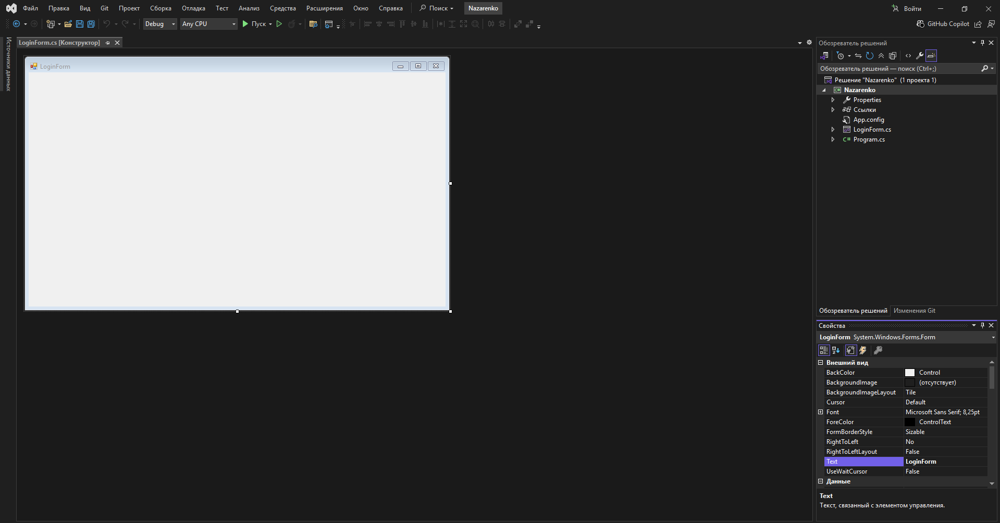 Файл Правка Вид Git Проект Сборка Отладка Тест Анализ Средства Расширения Окно Справка Поиск Nazarenko Войти
Debug Any CPU Пуск GitHub Copilot
Источники данных
LoginForm.cs [Конструктор]
LoginForm
Обозреватель решений
Обозреватель решений — поиск (Ctrl+;)
Решение "Nazarenko" (1 проекта 1)
C# Nazarenko
Properties
Ссылки
App.config
LoginForm.cs
C# Program.cs
Обозреватель решений Изменения Git
Свойства
LoginForm System.Windows.Forms.Form
Внешний вид
BackColor Control
BackgroundImage (отсутствует)
BackgroundImageLayout Tile
Cursor Default
Font Microsoft Sans Serif; 8,25pt
ForeColor ControlText
FormBorderStyle Sizable
RightToLeft No
RightToLeftLayout False
Text LoginForm
UseWaitCursor False
Данные
Text
Текст, связанный с элементом управления.